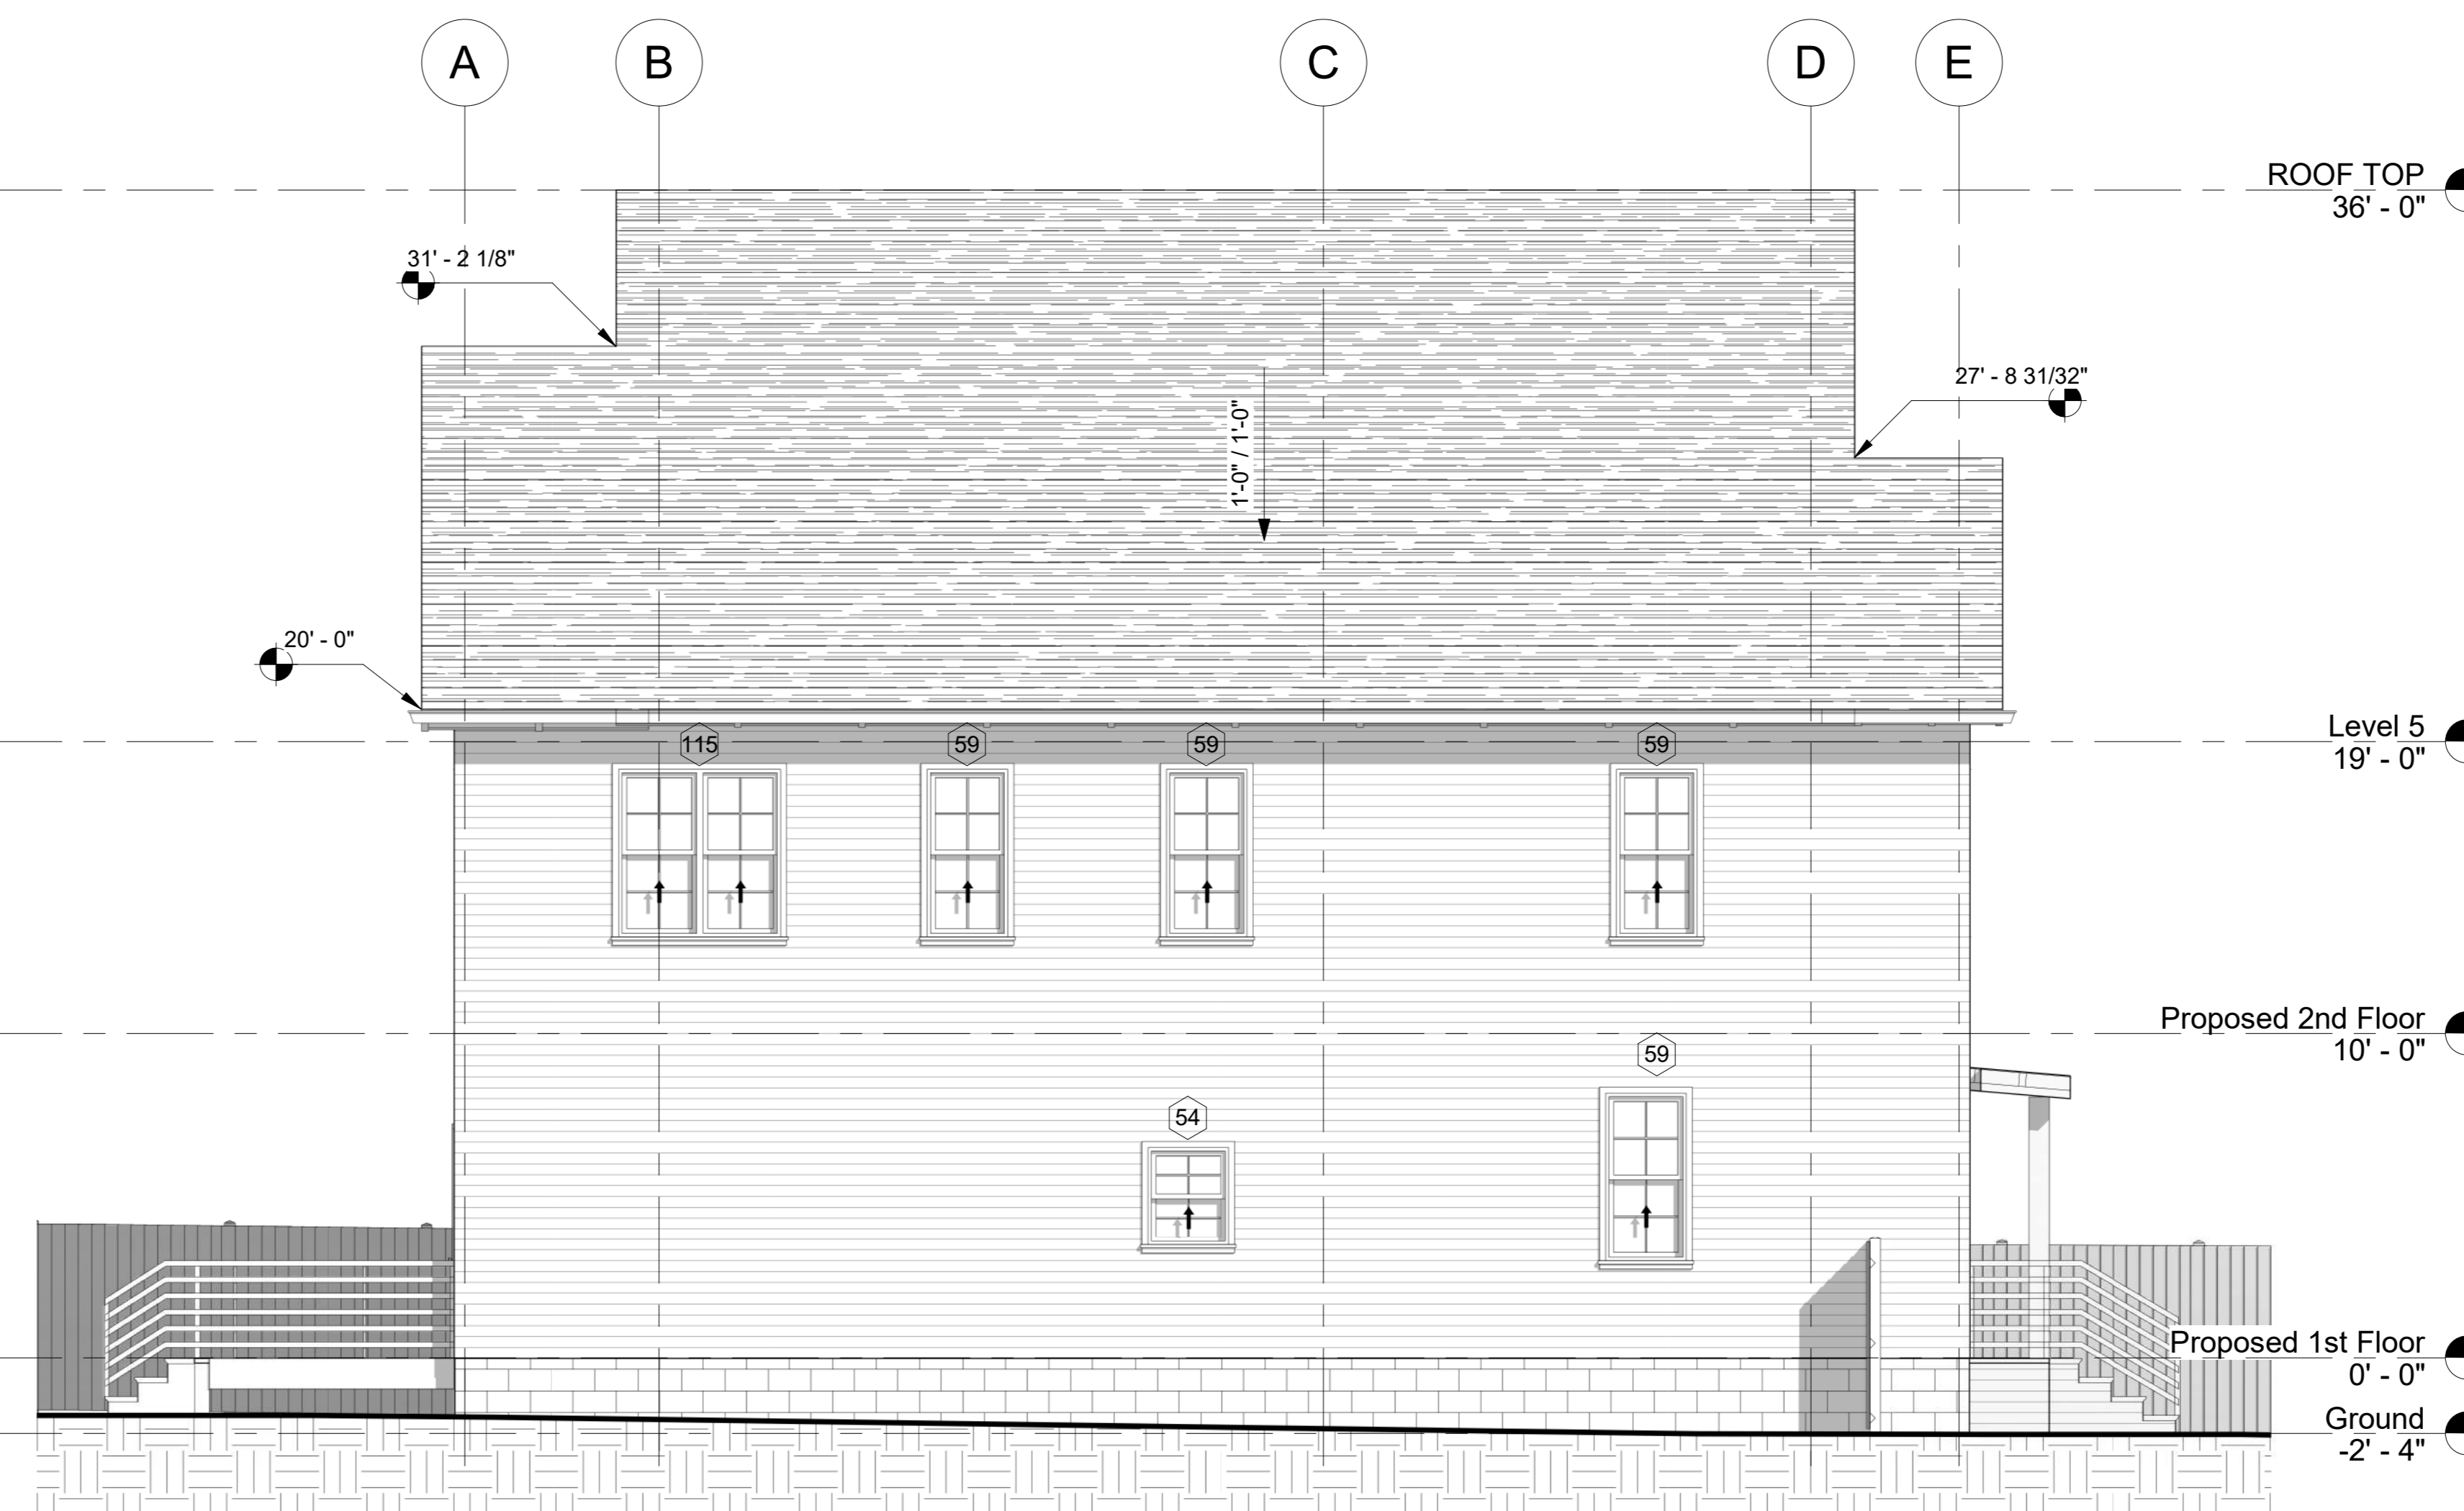 A
B
C
D
E
ROOF TOP
36' - 0"
31' - 2 1/8"
27' - 8 31/32"
1'-0" / 1'-0"
20' - 0"
Level 5
19' - 0"
115
59
59
59
Proposed 2nd Floor
10' - 0"
59
54
Proposed 1st Floor
0' - 0"
Ground
-2' - 4"